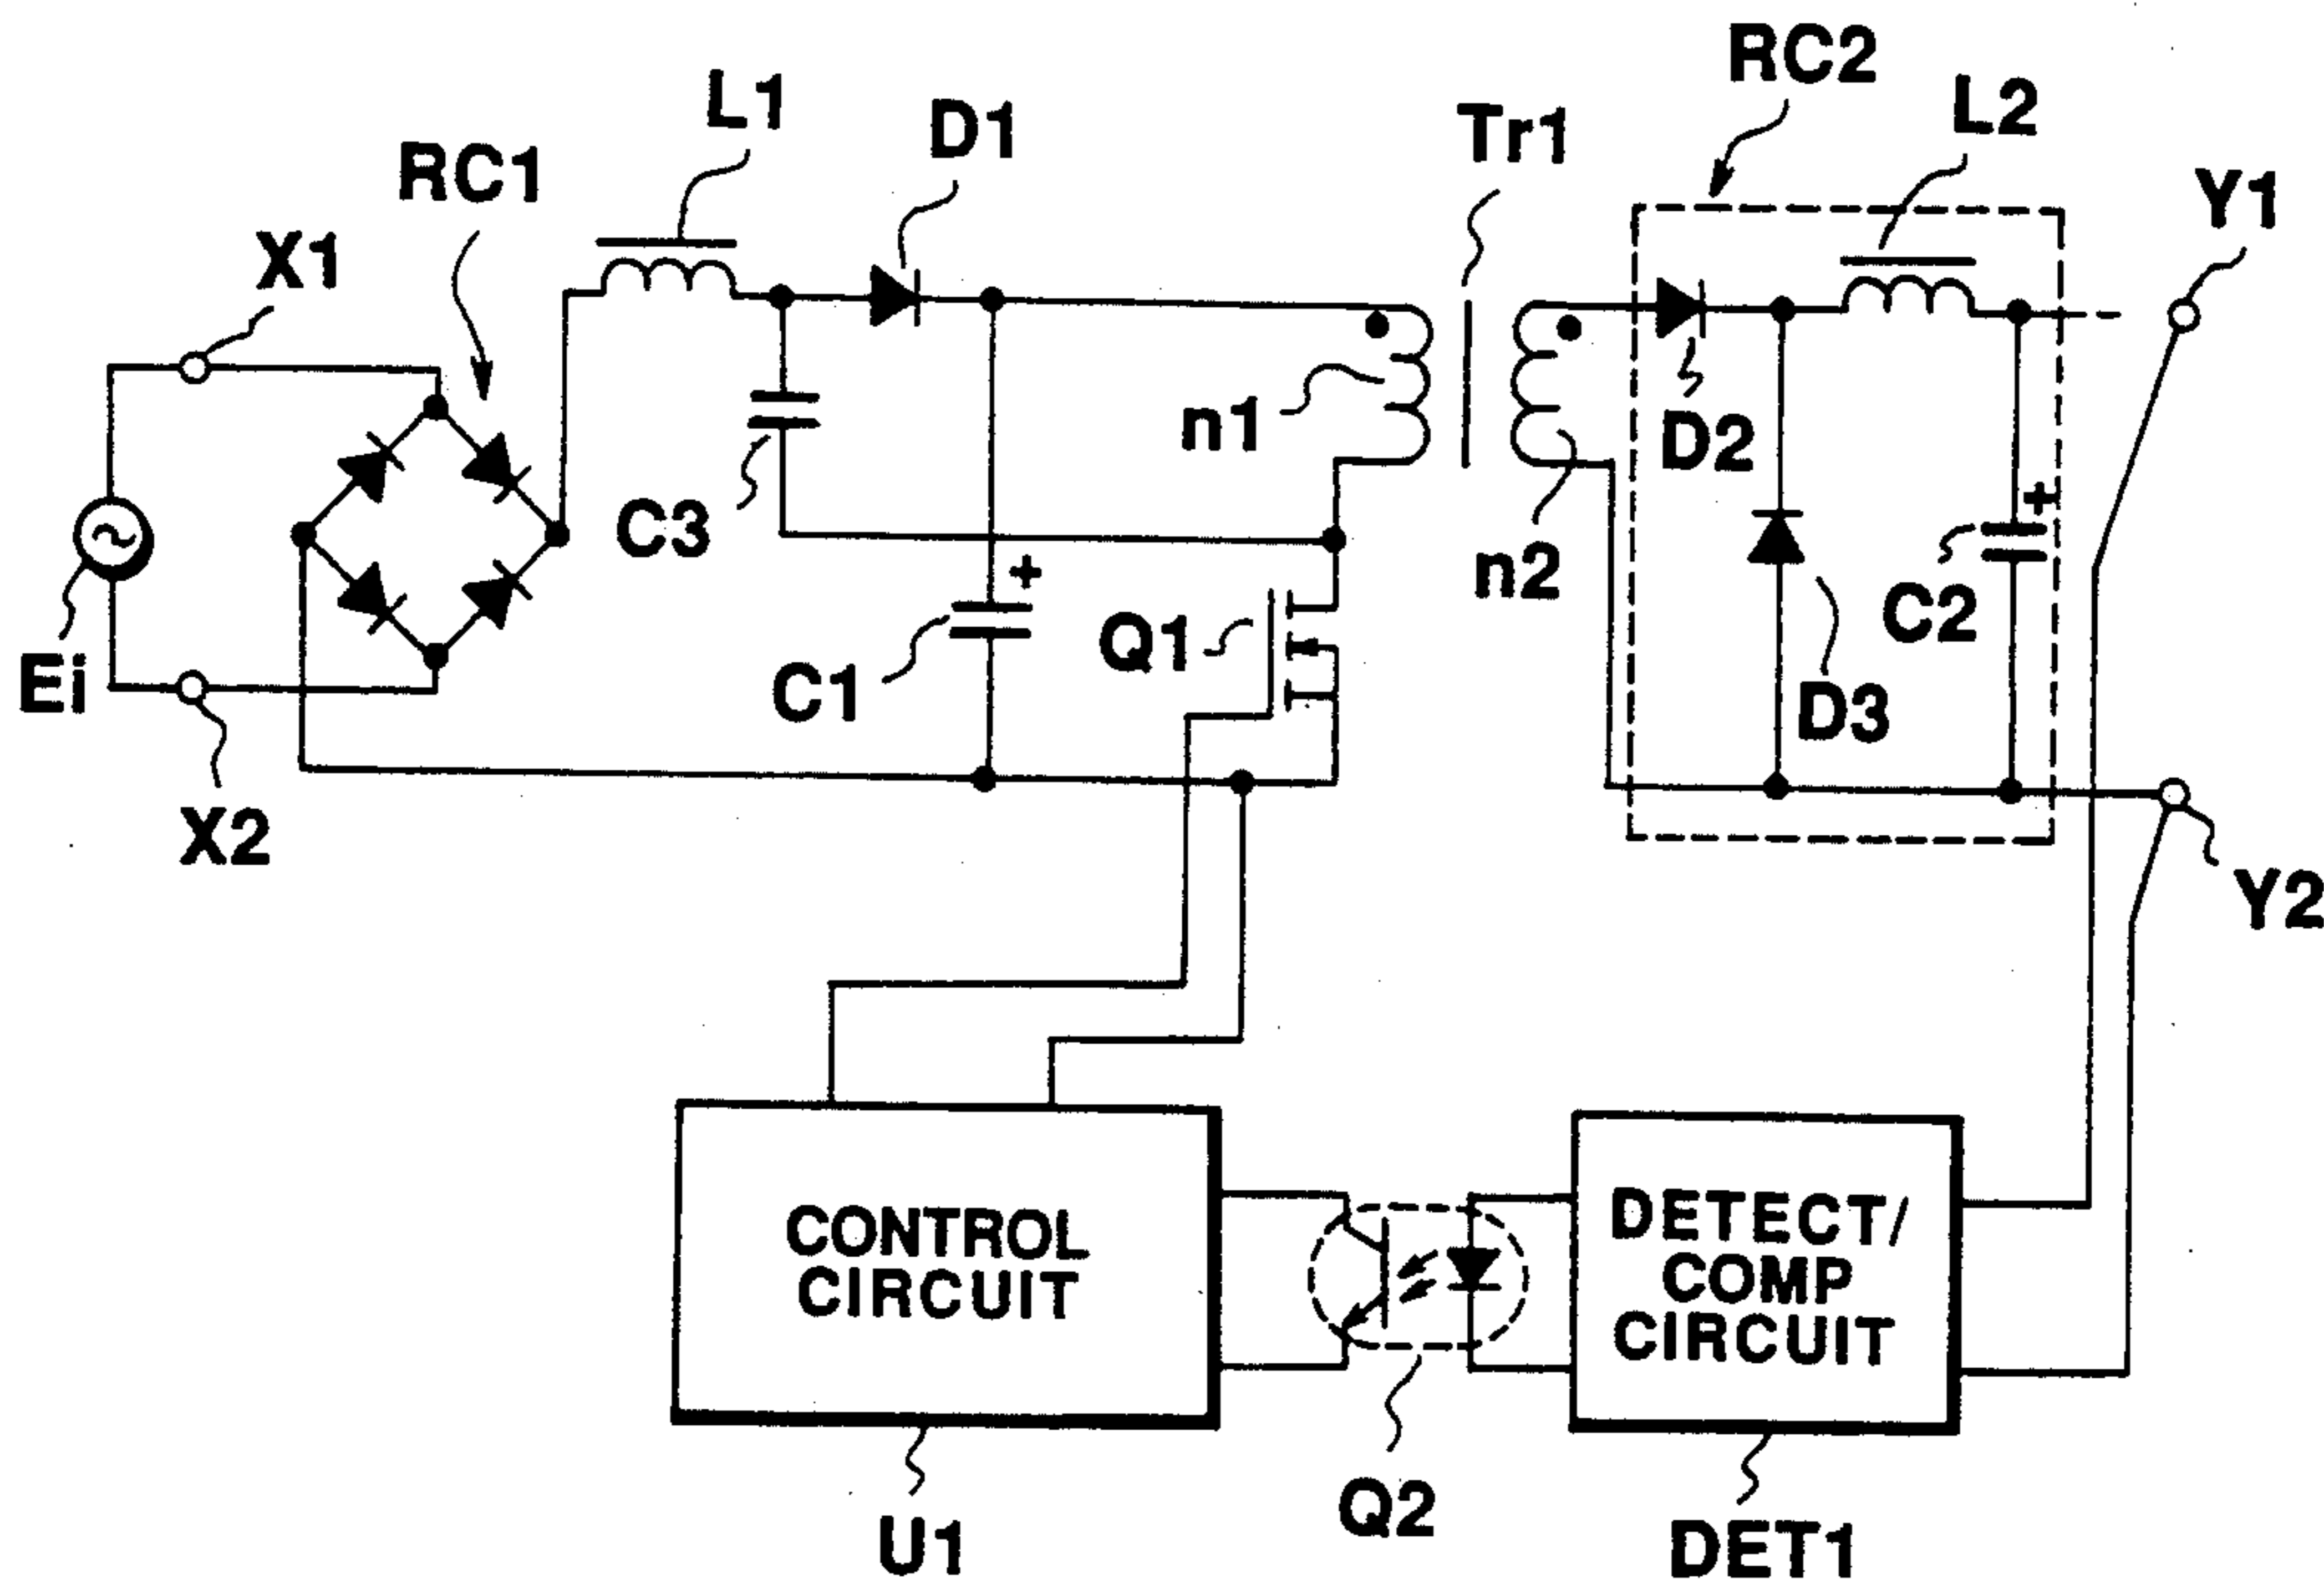 RC2
L1
D1
Tr1
L2
RC1
Y1
X1
n1
D2
C3
+
+
n2
C2
Q1
C1
Ei
D3
X2
Y2
CONTROL
CIRCUIT
DETECT/
COMP
CIRCUIT
Q2
U1
DET1